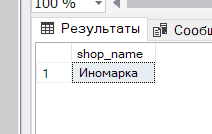 100 %
Результаты
Сообщ
shop_name
1 Иномарка